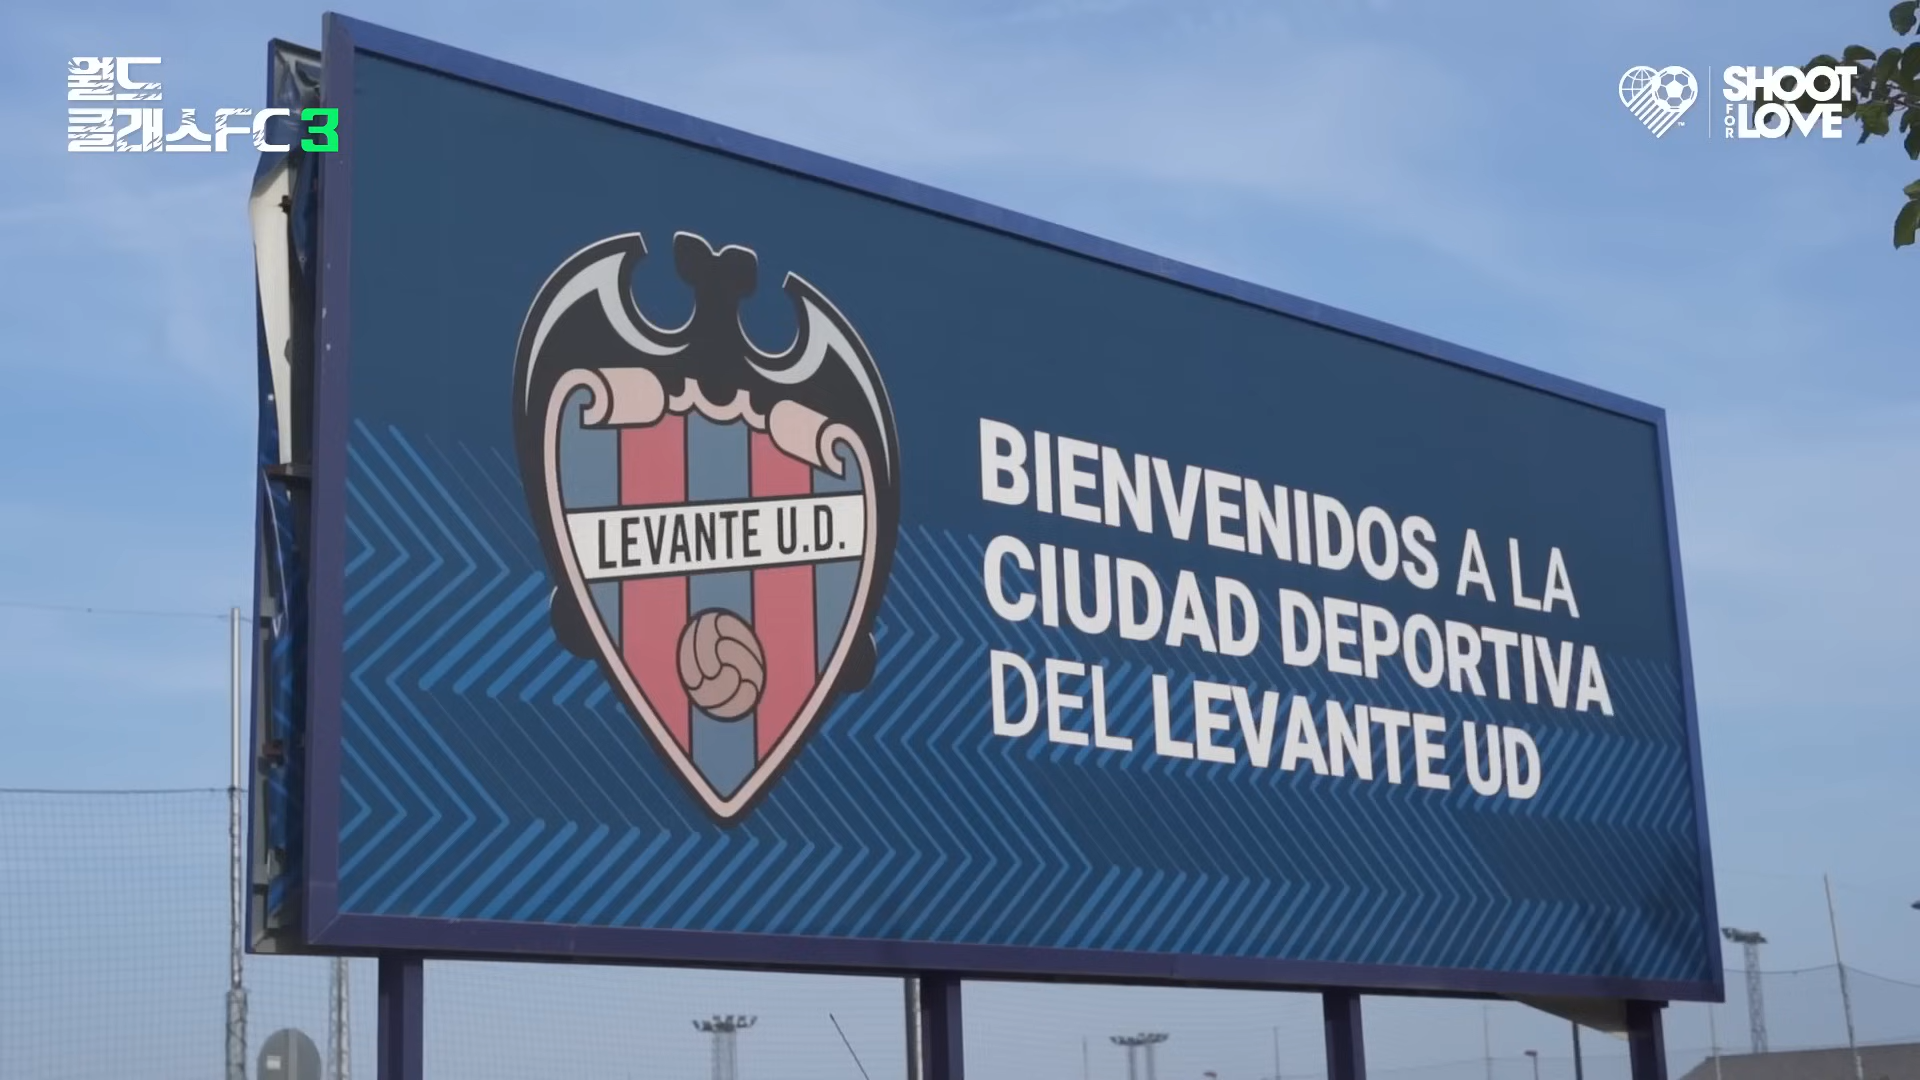 월드
클래스FC 3
SHOOT
FOR
LOVE
LEVANTE U.D.
BIENVENIDOS A LA
CIUDAD DEPORTIVA
DEL LEVANTE UD